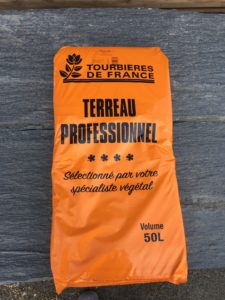 TOURBIERES
DE FRANCE
TERREAU
PROFESSIONNEL
Sélectionné par votre
spécialiste végétal
Volume
50L